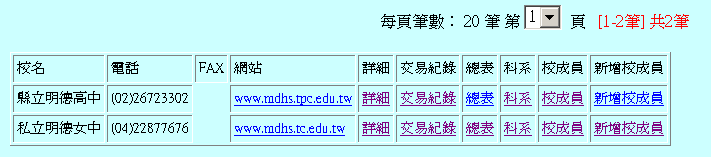 每頁筆數： 20 筆 第 1 頁 [1-2筆] 共2筆
校名 電話 FAX 網站 詳細 交易紀錄 總表 科系 校成員 新增校成員
縣立明德高中 (02)26723302 www.mdhs.tpc.edu.tw 詳細 交易紀錄 總表 科系 校成員 新增校成員
私立明德女中 (04)22877676 www.mdhs.tc.edu.tw 詳細 交易紀錄 總表 科系 校成員 新增校成員